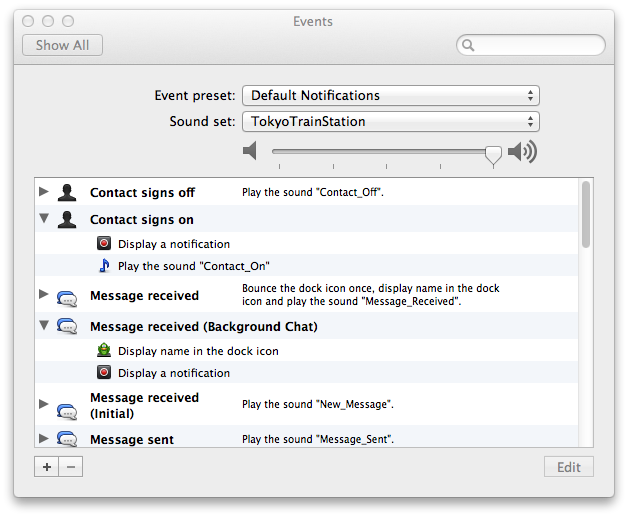 Events
Show All
Event preset: Default Notifications
Sound set: TokyoTrainStation
Contact signs off Play the sound "Contact_Off".
Contact signs on
Display a notification
Play the sound "Contact_On"
Message received Bounce the dock icon once, display name in the dock
icon and play the sound "Message_Received".
Message received (Background Chat)
Display name in the dock icon
Display a notification
Message received
(Initial) Play the sound "New_Message".
Message sent Play the sound "Message_Sent".
+ −
Edit